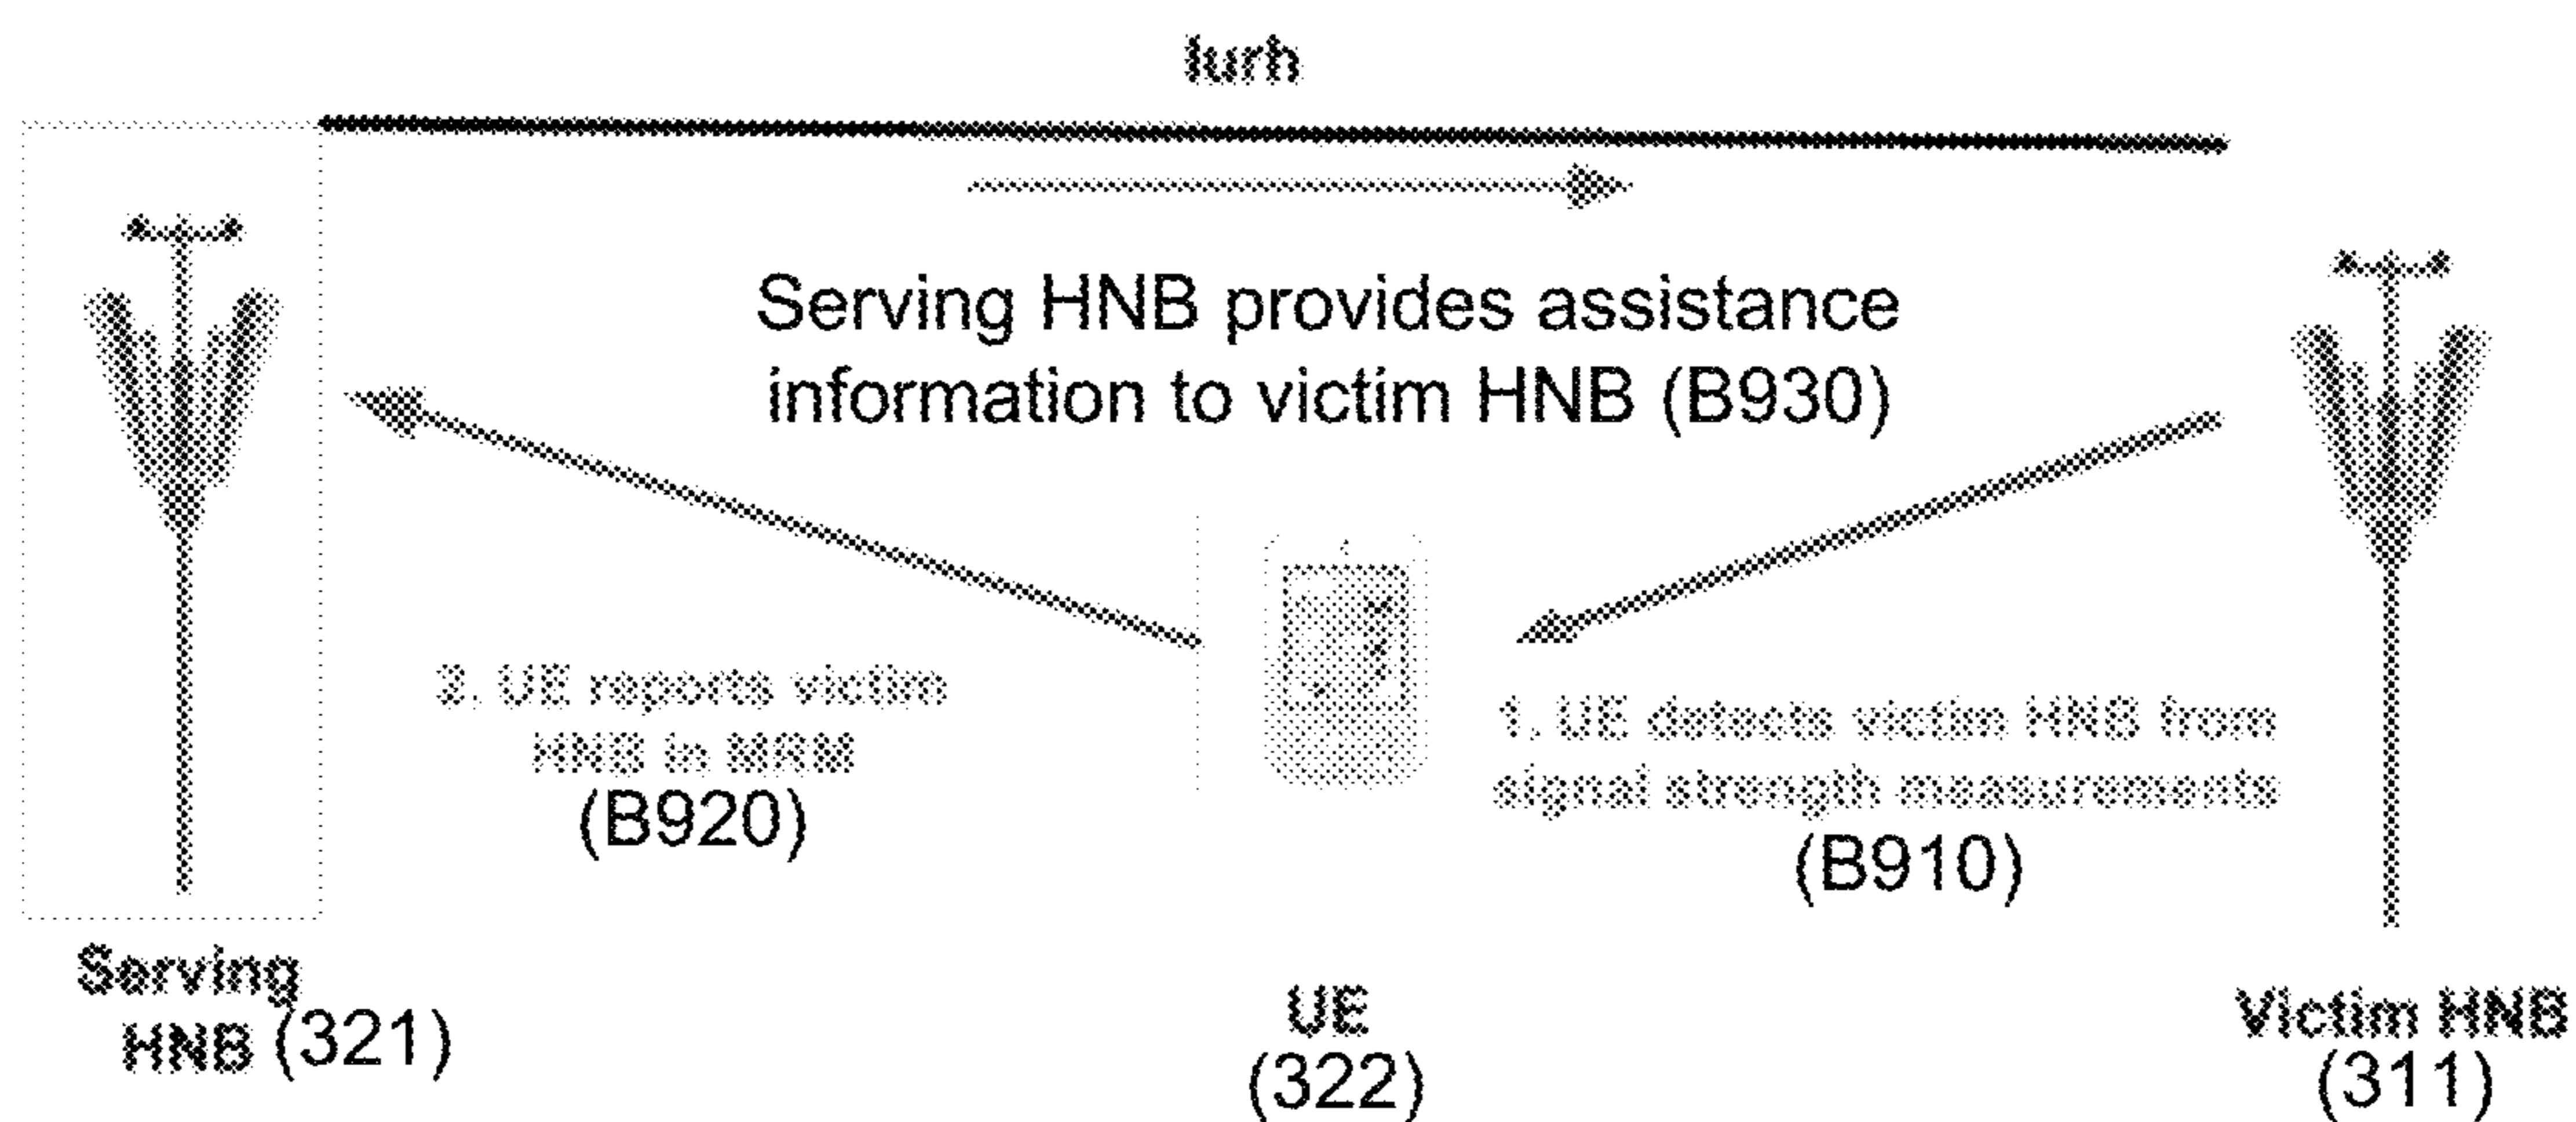 Iurh
Serving HNB provides assistance
information to victim HNB (B930)
2. UE reports victim
HNB in MRM
(B920)
1. UE detects victim HNB from
signal strength measurements
(B910)
Serving
HNB (321)
UE
(322)
Victim HNB
(311)